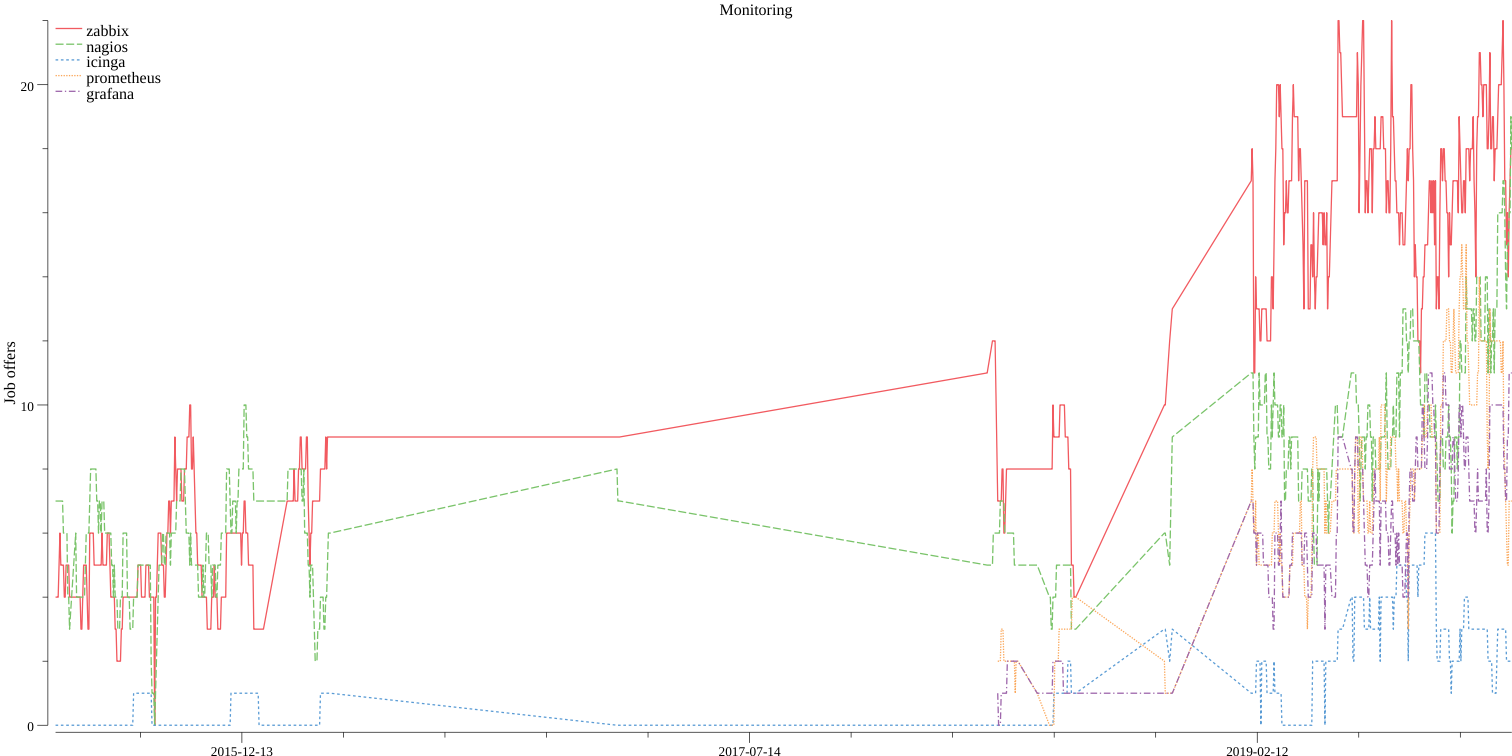 Monitoring
zabbix
nagios
icinga
prometheus
grafana
20
10
0
Job offers
2015-12-13
2017-07-14
2019-02-12